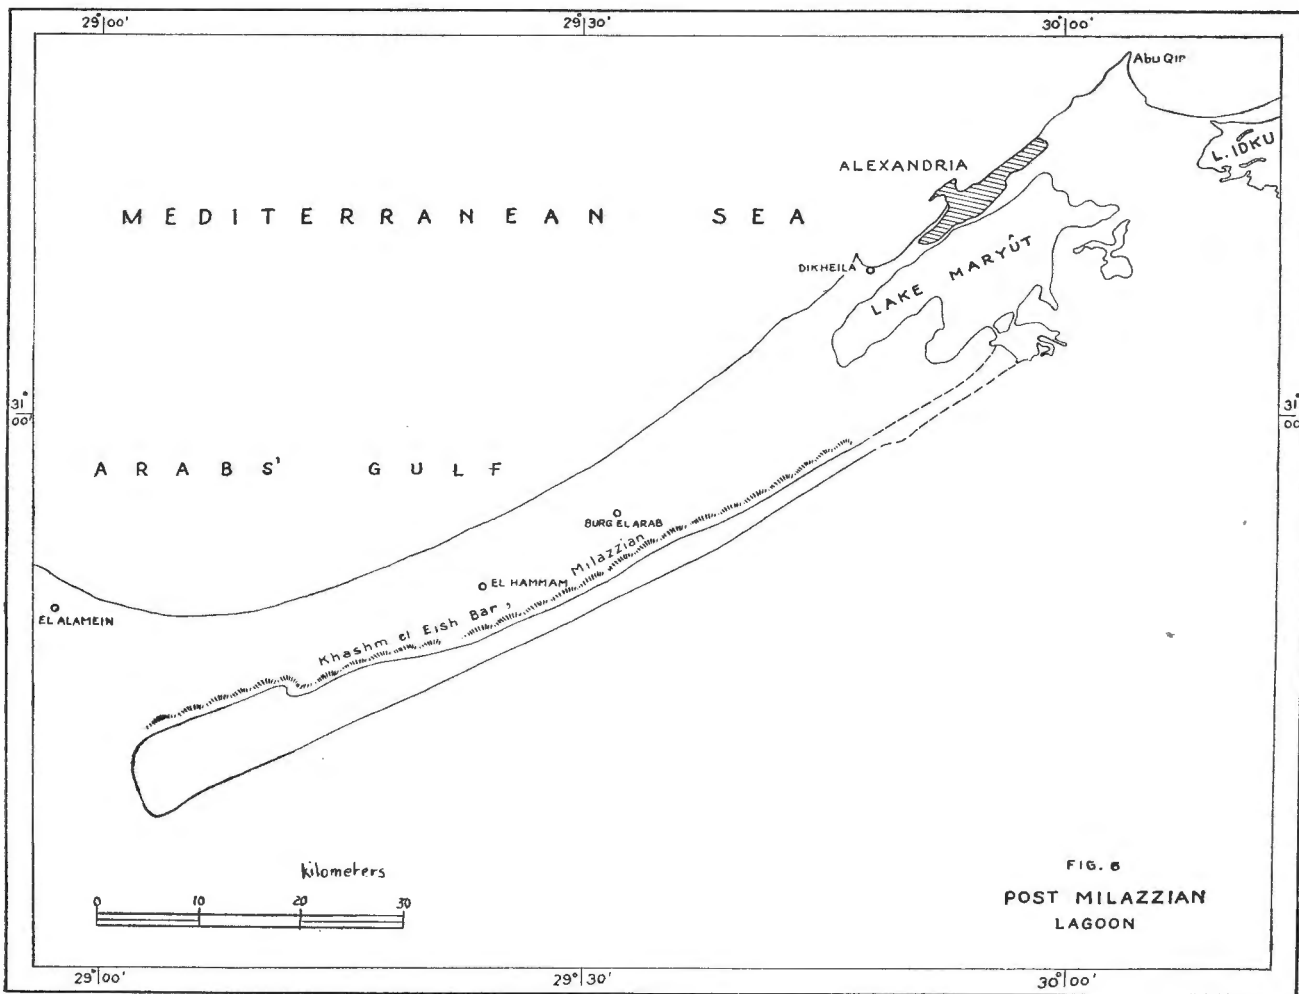 29°00' 29°30' 30°00'
Abu Qir
L. IDKU
ALEXANDRIA
MEDITERRANEAN SEA
DIKHEILA
LAKE MARYÛT
31° 31°
00' 00
ARABS' GULF
BURG EL ARAB
Khashm el Eish Bar, Milazzian
EL HAMMAM
EL ALAMEIN
kilometers
0 10 20 30
FIG. 6
POST MILAZZIAN
LAGOON
29°00' 29°30' 30°00'